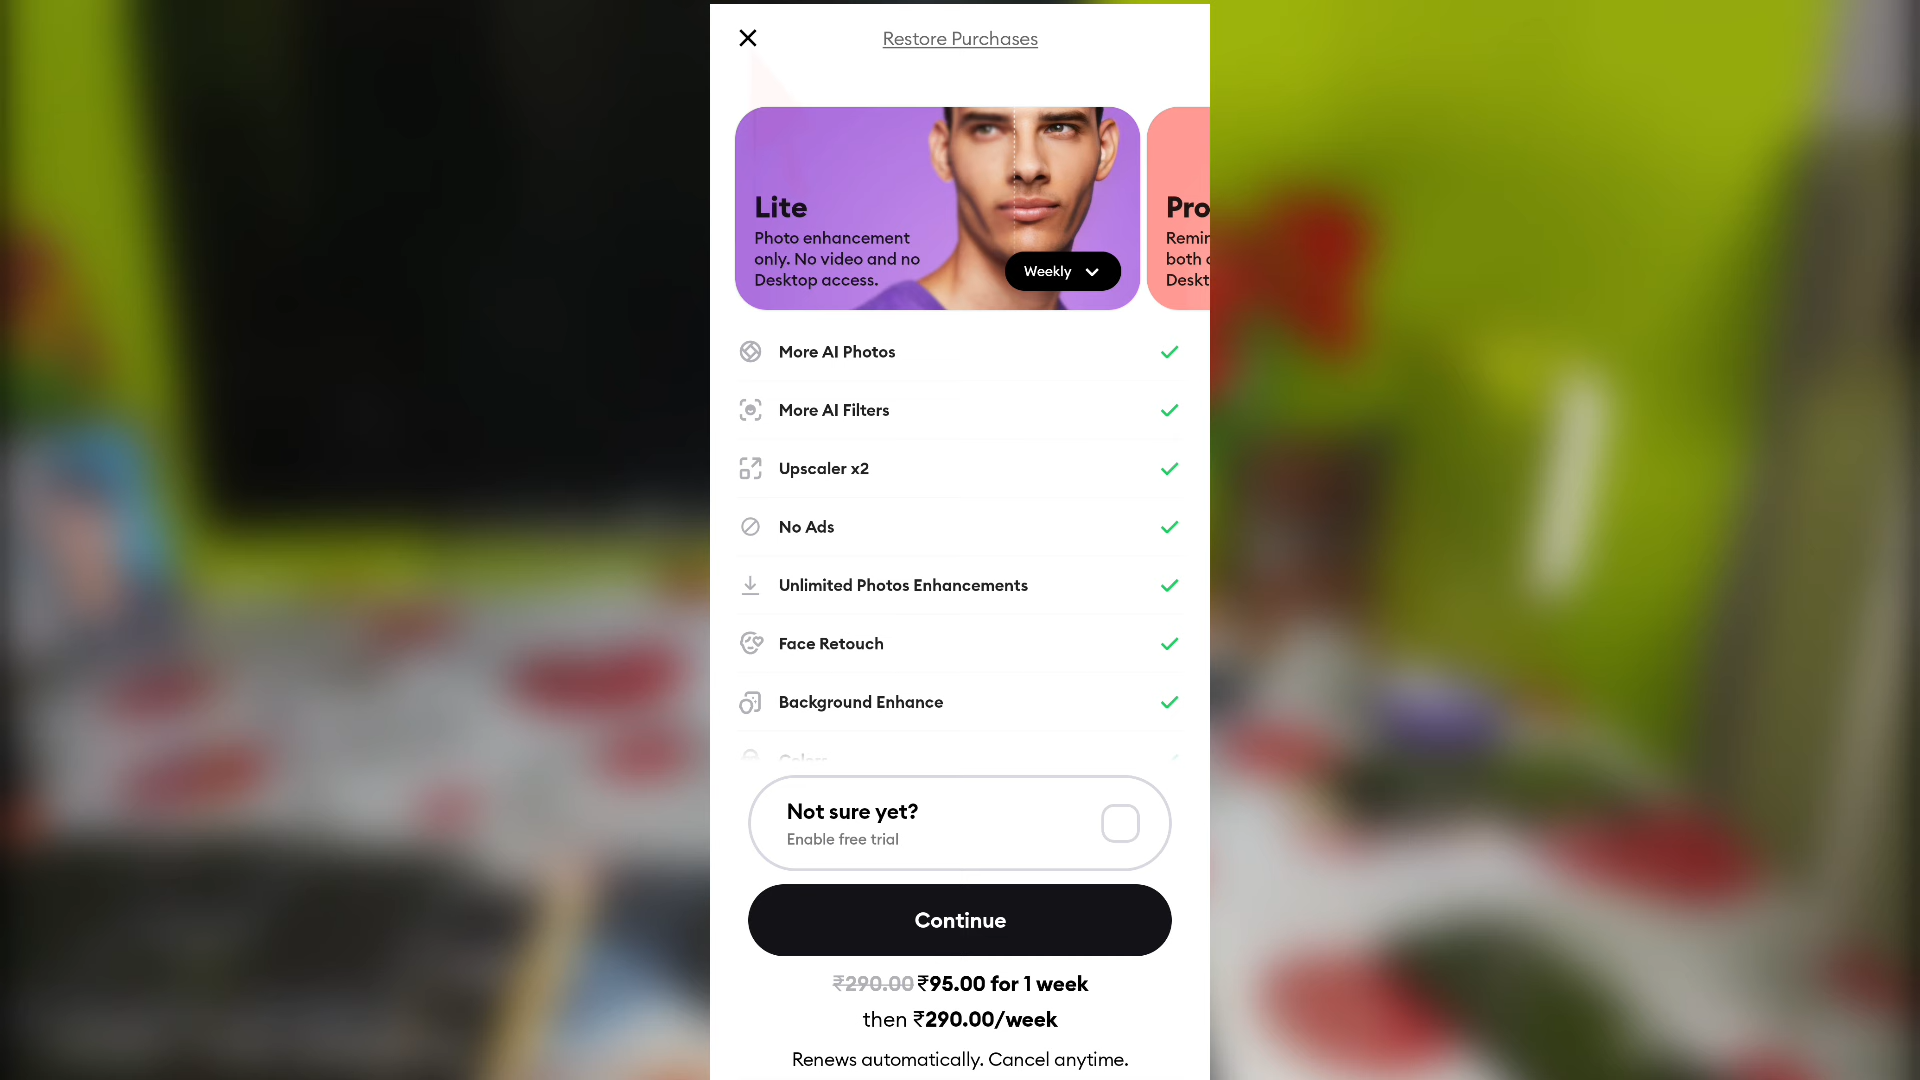 Restore Purchases
Lite
Photo enhancement
only. No video and no
Desktop access.
Weekly
Pro
More AI Photos
More AI Filters
Upscaler x2
No Ads
Unlimited Photos Enhancements
Face Retouch
Background Enhance
Colors
Not sure yet?
Enable free trial
Continue
₹290.00 ₹95.00 for 1 week
then ₹290.00/week
Renews automatically. Cancel anytime.